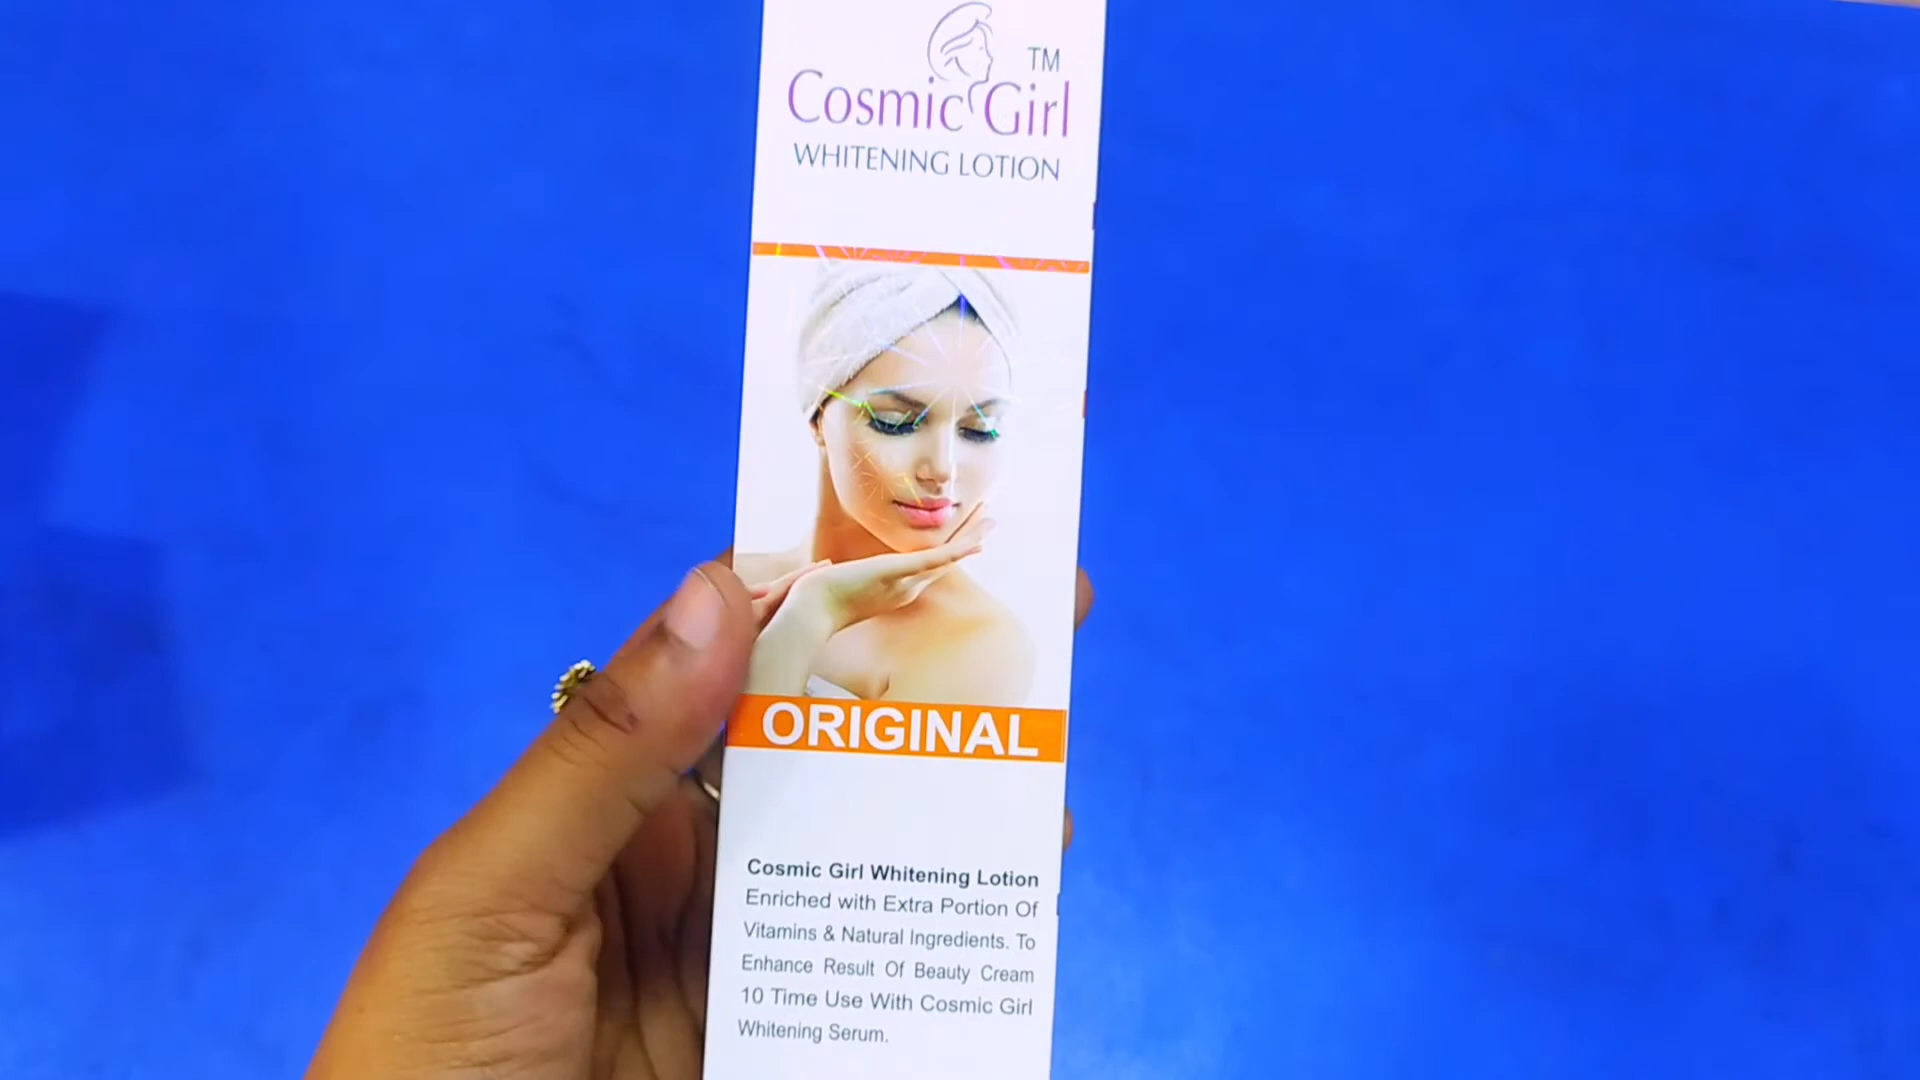 TM
Cosmic Girl
WHITENING LOTION
ORIGINAL
Cosmic Girl Whitening Lotion
Enriched with Extra Portion Of
Vitamins & Natural Ingredients. To
Enhance Result Of Beauty Cream
10 Time Use With Cosmic Girl
Whitening Serum.